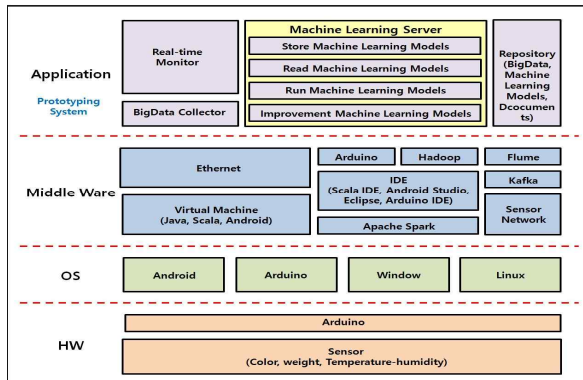 Application
Prototyping
System
Real-time
Monitor
BigData Collector
Machine Learning Server
Store Machine Learning Models
Read Machine Learning Models
Run Machine Learning Models
Improvement Machine Learning Models
Repository
(BigData,
Machine
Learning
Models,
Dcocumen
ts)
Middle Ware
Ethernet
Virtual Machine
(Java, Scala, Android)
Arduino
Hadoop
IDE
(Scala IDE, Android Studio,
Eclipse, Arduino IDE)
Apache Spark
Flume
Kafka
Sensor
Network
OS
Android
Arduino
Window
Linux
HW
Arduino
Sensor
(Color, weight, Temperature-humidity)